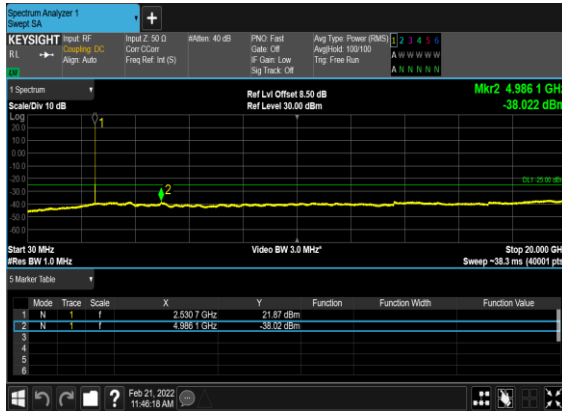 Spectrum Analyzer 1
Swept SA
+
KEYSIGHT Input: RF Input Z: 50 Ω #Atten: 40 dB PNO: Fast Avg Type: Power (RMS) 1 2 3 4 5 6
RL Coupling: DC Corr CCorr Gate: Off Avg|Hold: 100/100 A W W W W W
Align: Auto Freq Ref: Int (S) IF Gain: Low Trig: Free Run
Sig Track: Off A N N N N N
1 Spectrum
Ref Lvl Offset 8.50 dB Mkr2 4.986 1 GHz
Scale/Div 10 dB Ref Level 30.00 dBm -38.022 dBm
Log
20.0
10.0
0.00
-10.0
-20.0
-30.0
-40.0
-50.0
-60.0
1
2
DL1 -25.00 dB
Start 30 MHz Video BW 3.0 MHz* Stop 20.000 GH
#Res BW 1.0 MHz Sweep ~38.3 ms (40001 pts
5 Marker Table
Mode Trace Scale X Y Function Function Width Function Value
1 N 1 f 2.530 7 GHz 21.87 dBm
2 N 1 f 4.986 1 GHz -38.02 dBm
3
4
5
6
? Feb 21, 2022
11:46:18 AM